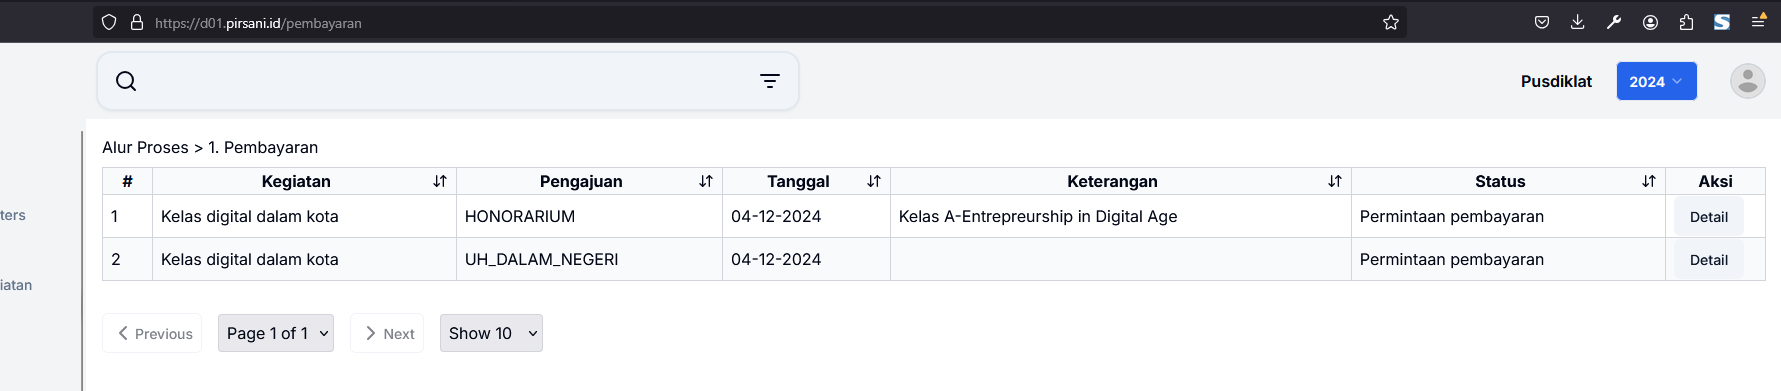 https://d01.pirsani.id/pembayaran
Pusdiklat
2024
Alur Proses > 1. Pembayaran
# Kegiatan Pengajuan Tanggal Keterangan Status Aksi
1 Kelas digital dalam kota HONORARIUM 04-12-2024 Kelas A-Entrepreurship in Digital Age Permintaan pembayaran Detail
2 Kelas digital dalam kota UH_DALAM_NEGERI 04-12-2024 Permintaan pembayaran Detail
ters
iatan
Previous Page 1 of 1 Next Show 10